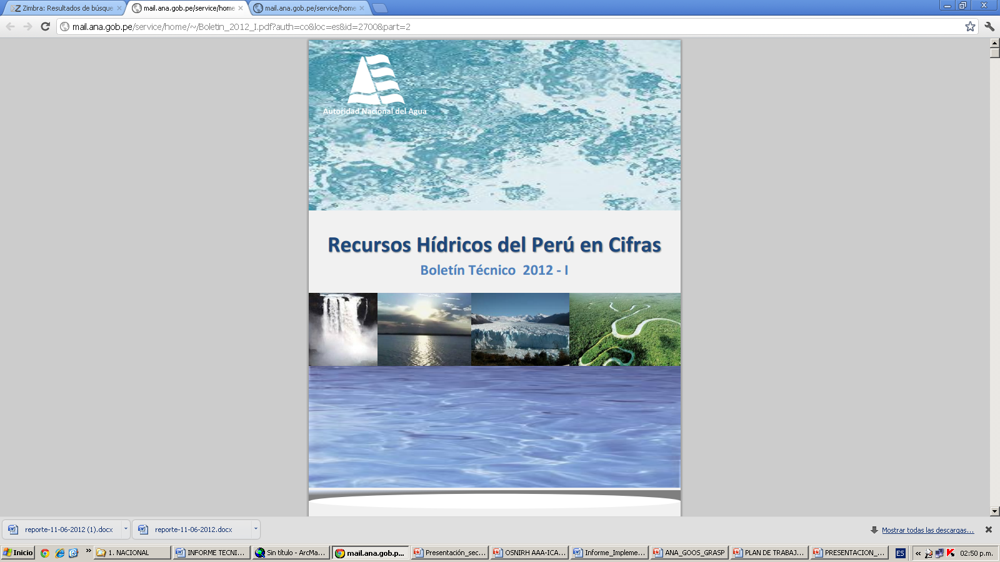 Zimbra: Resultados de búsque
mail.ana.gob.pe/service/home
mail.ana.gob.pe/service/home
mail.ana.gob.pe/service/home/~/Boletin_2012_I.pdf?auth=co&loc=es&id=2700&part=2
Autoridad Nacional del Agua
Recursos Hídricos del Perú en Cifras
Boletín Técnico 2012 - I
reporte-11-06-2012 (1).docx
reporte-11-06-2012.docx
Mostrar todas las descargas...
Inicio
1. NACIONAL
INFORME TECNI...
Sin título - ArcMa...
mail.ana.gob.p...
Presentación_sec...
OSNIRH AAA-ICA...
Informe_Impleme...
ANA_GOOS_GRASP
PLAN DE TRABAJ...
PRESENTACION_...
ES
02:50 p.m.